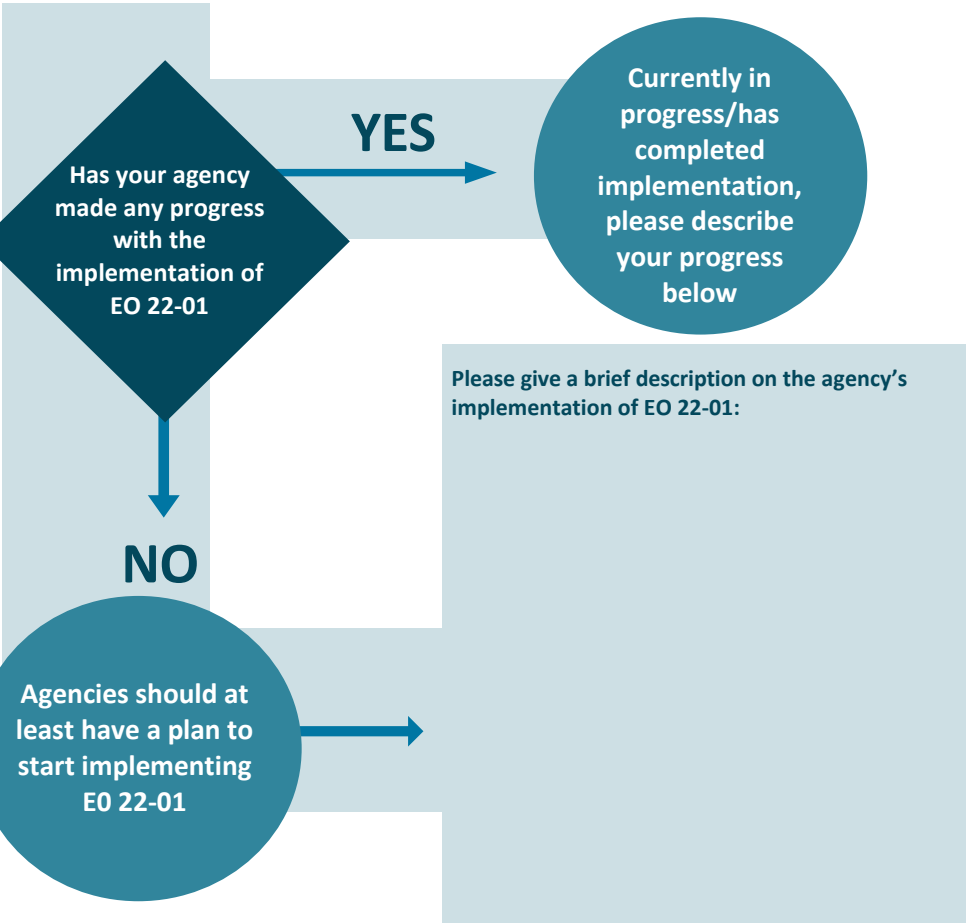 Has your agency
made any progress
with the
implementation of
EO 22-01
YES
Currently in
progress/has
completed
implementation,
please describe
your progress
below
Please give a brief description on the agency’s
implementation of EO 22-01:
NO
Agencies should at
least have a plan to
start implementing
E0 22-01